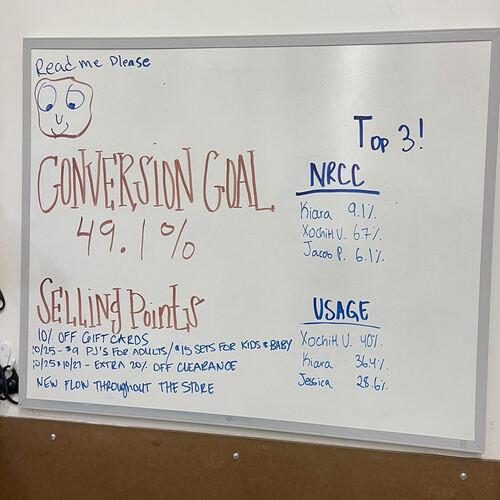 Read me Please
CONVERSION GOAL
49.1%
SELLING POINTS
10% OFF GIFT CARDS
10/25 - $9 PJ'S FOR ADULTS/$15 SETS FOR KIDS & BABY
10/25 & 10/27 - EXTRA 20% OFF CLEARANCE
NEW FLOW THROUGHOUT THE STORE
Top 3!
NRCC
Kiara 9.1%
Xochitl V. 6.7%
Jacob P. 6.1%
USAGE
Xochitl V. 40%
Kiara 36.4%
Jessica 28.6%